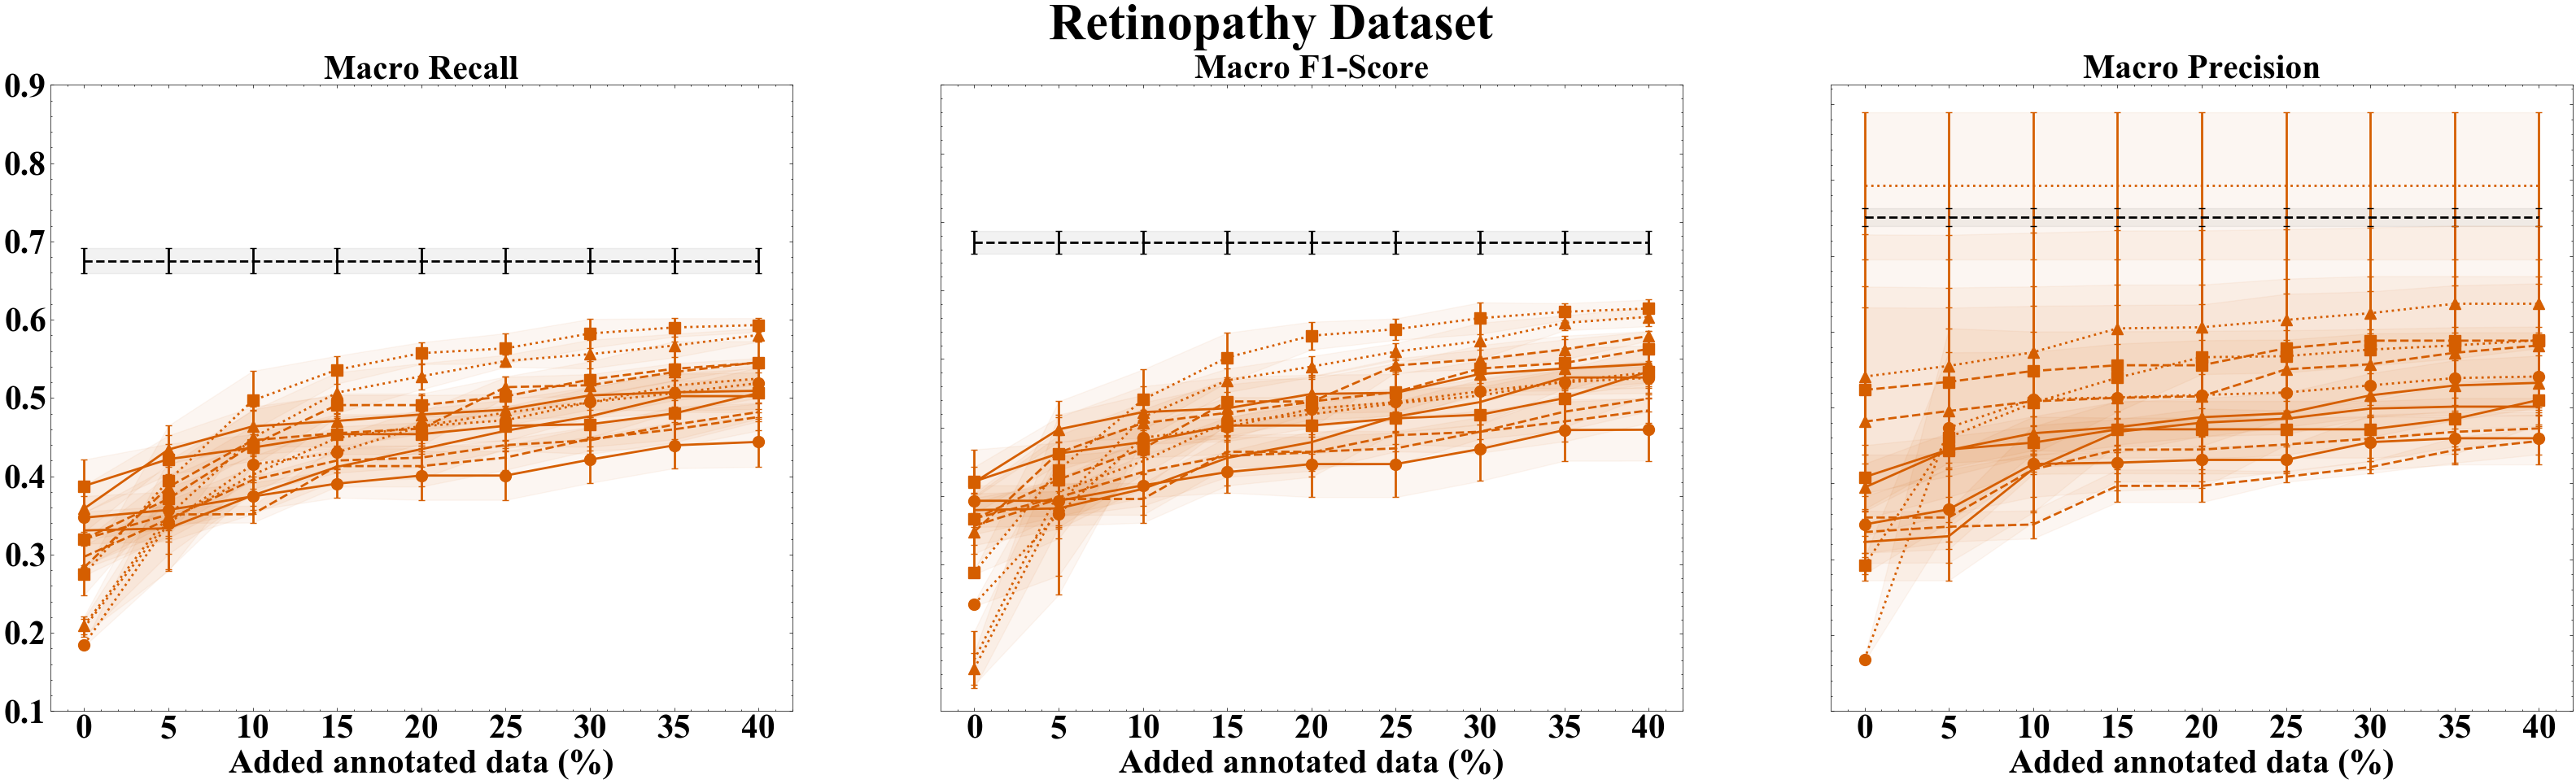 Retinopathy Dataset
Macro Recall
0.9
0.8
0.7
0.6
0.5
0.4
0.3
0.2
0.1
0 5 10 15 20 25 30 35 40
Added annotated data (%)
Macro F1-Score
0 5 10 15 20 25 30 35 40
Added annotated data (%)
Macro Precision
0 5 10 15 20 25 30 35 40
Added annotated data (%)